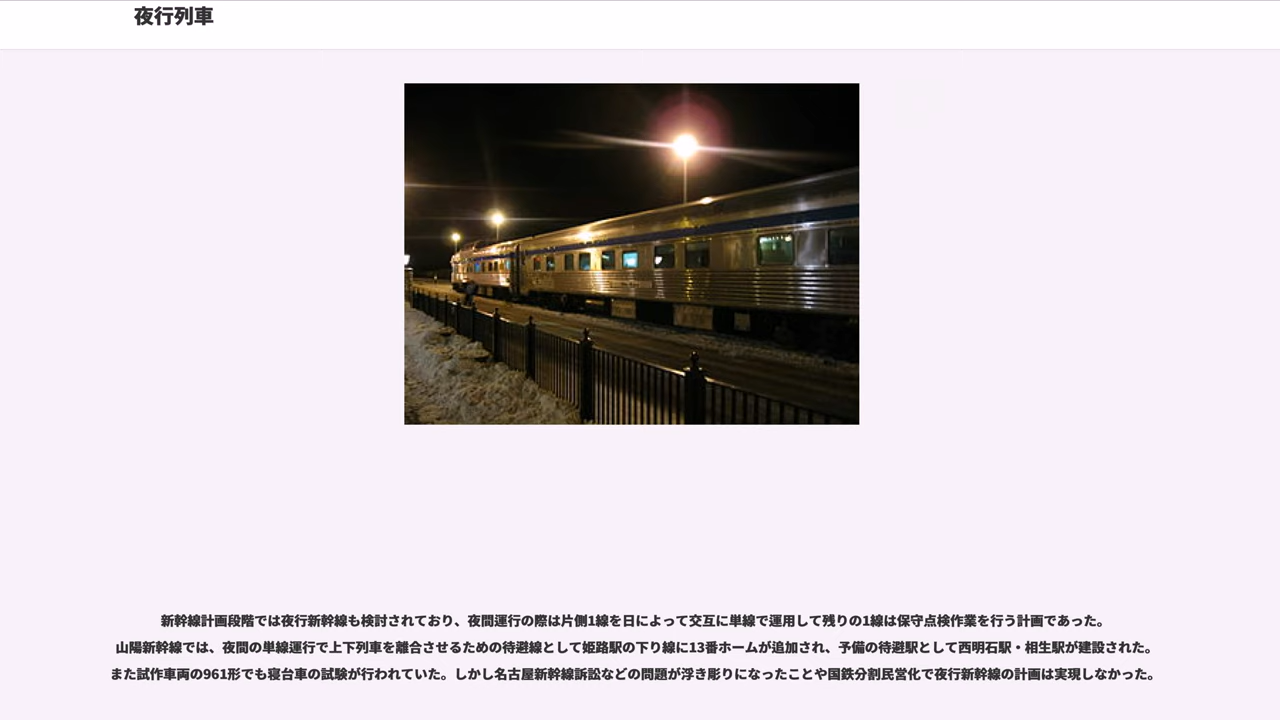 夜行列車
新幹線計画段階では夜行新幹線も検討されており、夜間運行の際は片側1線を日によって交互に単線で運用して残りの1線は保守点検作業を行う計画であった。
山陽新幹線では、夜間の単線運行で上下列車を離合させるための待避線として姫路駅の下り線に13番ホームが追加され、予備の待避駅として西明石駅・相生駅が建設された。
また試作車両の961形でも寝台車の試験が行われていた。しかし名古屋新幹線訴訟などの問題が浮き彫りになったことや国鉄分割民営化で夜行新幹線の計画は実現しなかった。